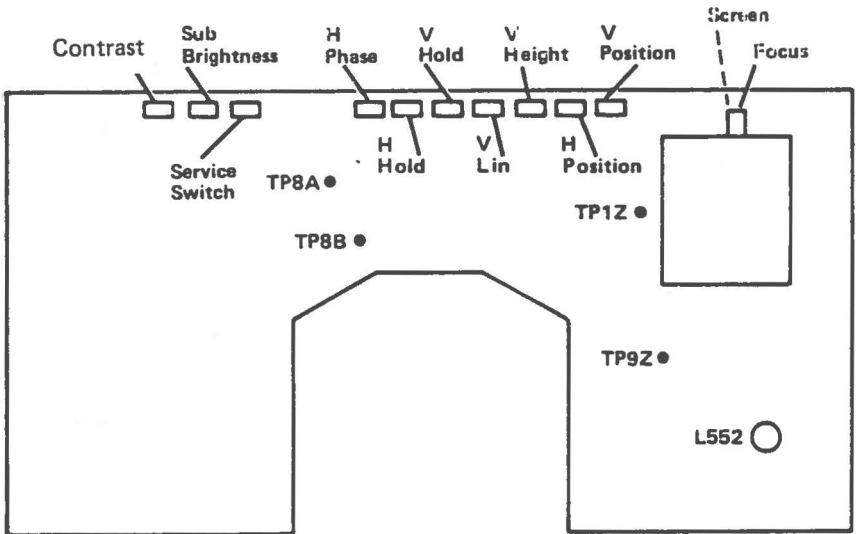 Contrast
Sub
Brightness
H
Phase
V
Hold
V
Height
V
Position
Screen
Focus
Service
Switch
H
Hold
V
Lin
H
Position
TP8A
TP8B
TP1Z
TP9Z
L552